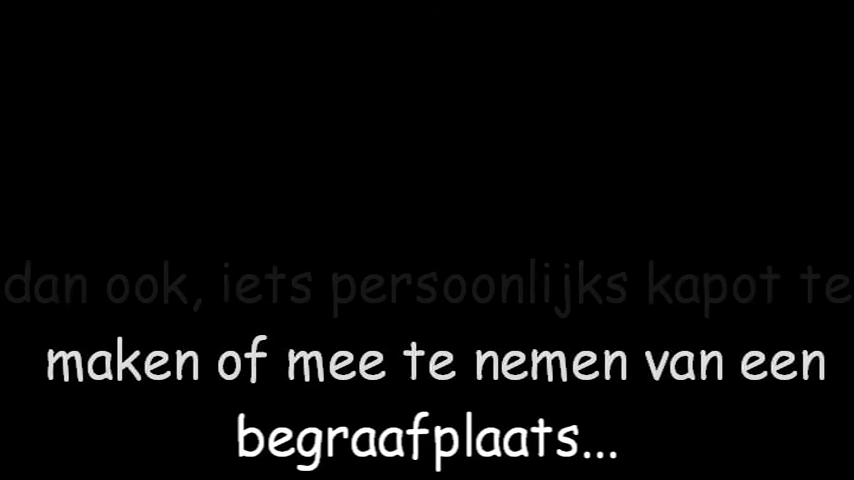 dan ook, iets persoonlijks kapot te
maken of mee te nemen van een
begraafplaats...